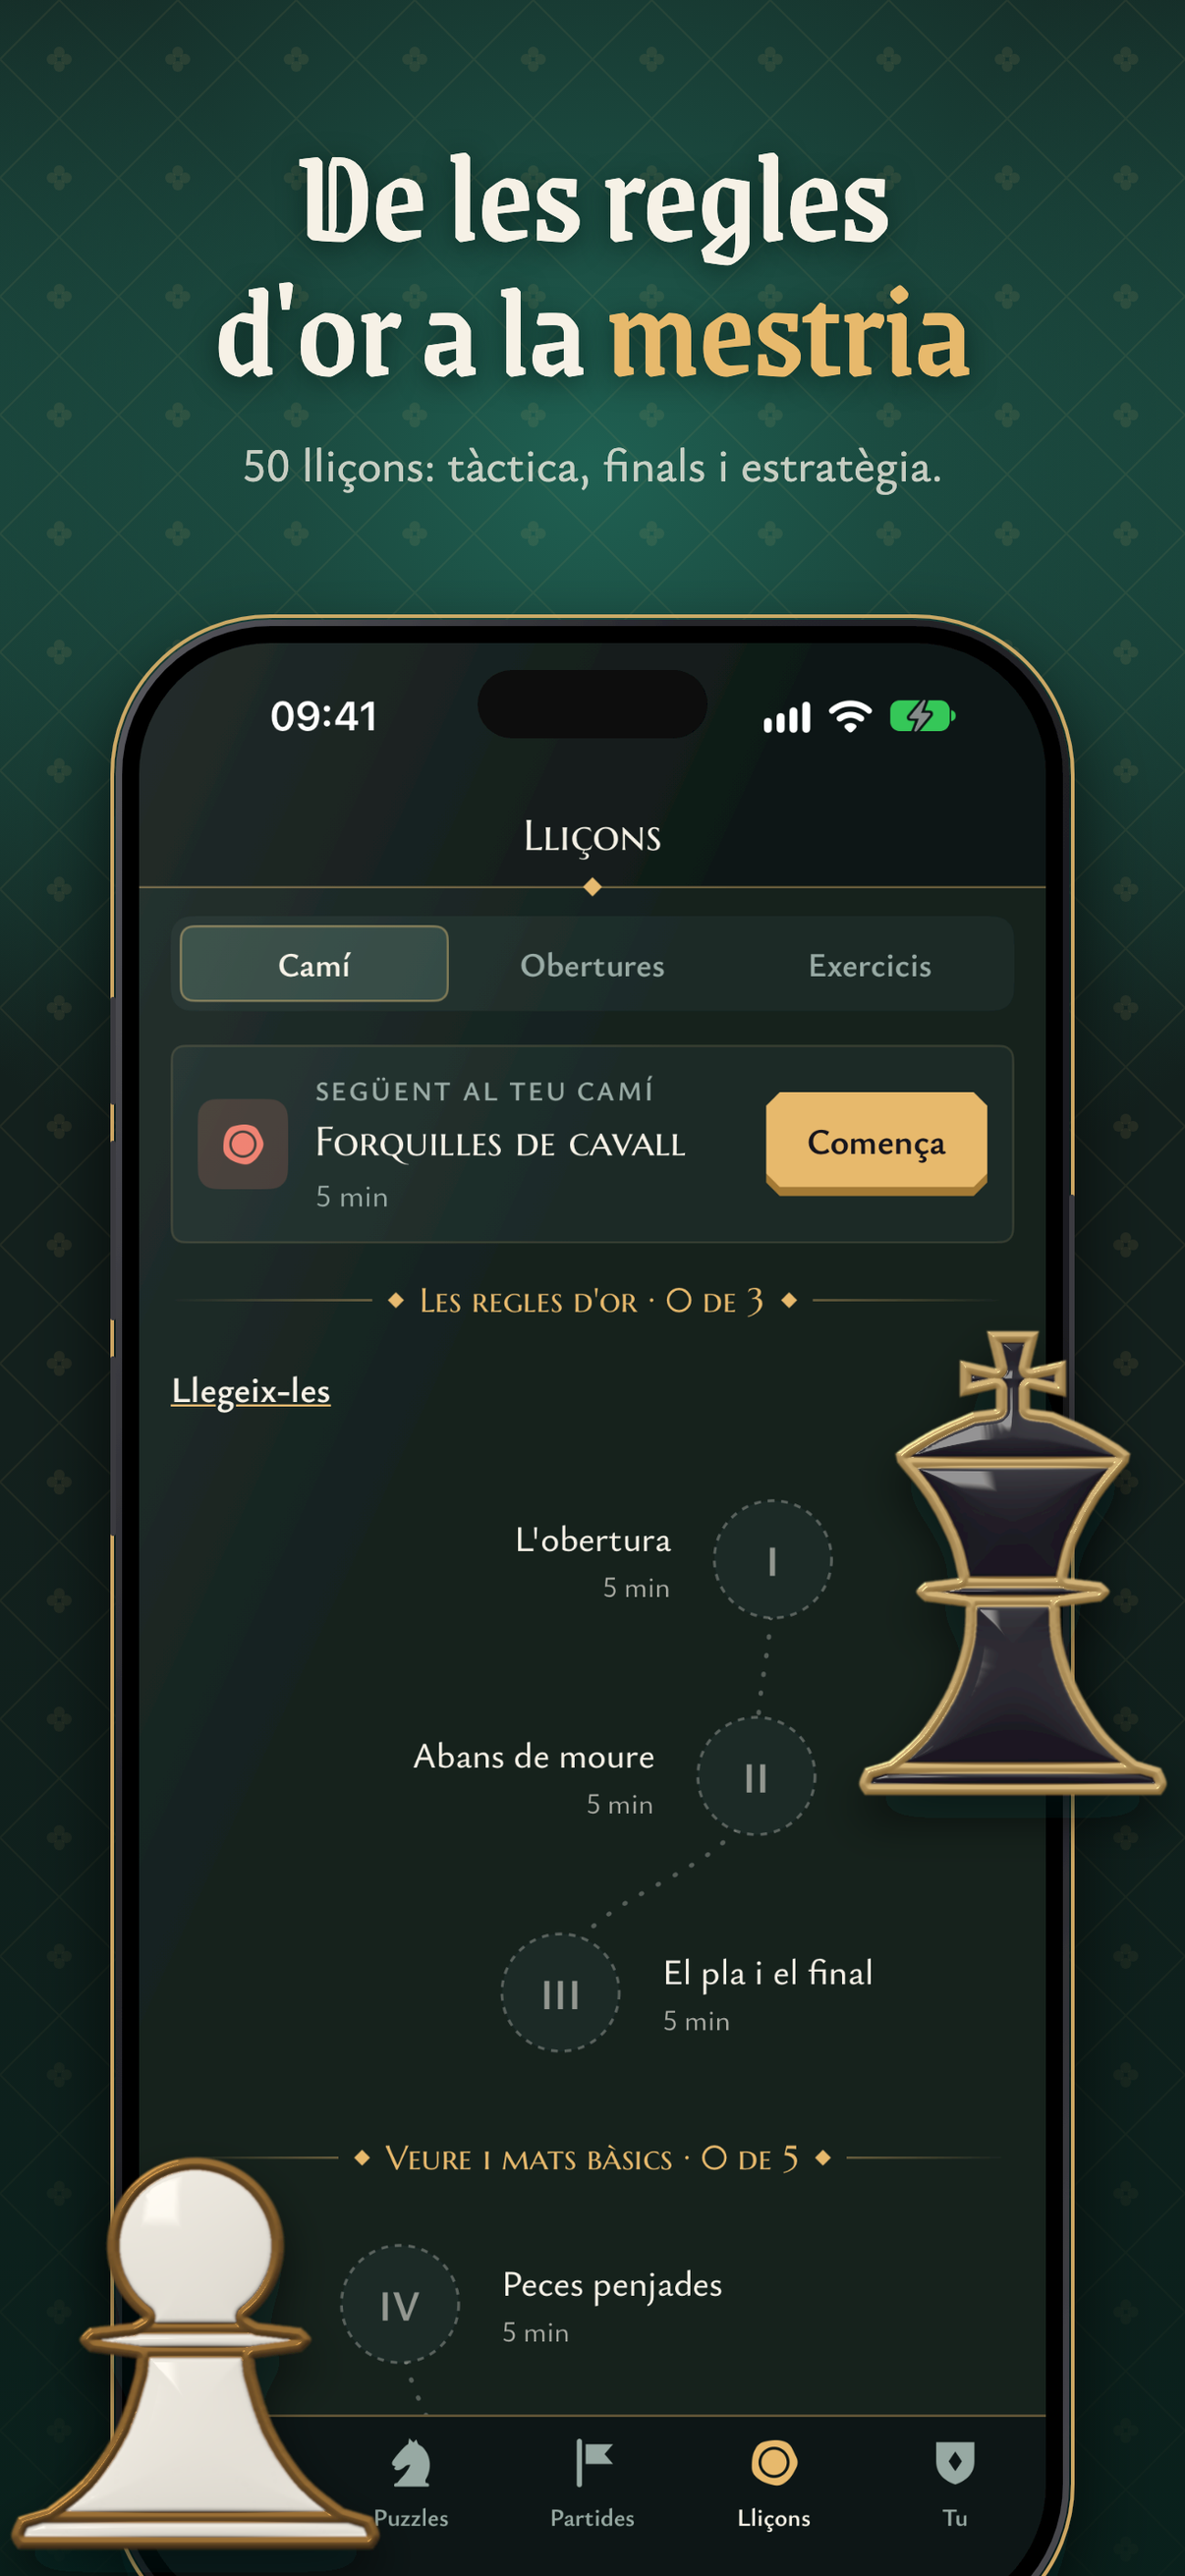 De les regles
d'or a la mestria
50 lliçons: tàctica, finals i estratègia.
09:41
Lliçons
Camí
Obertures
Exercicis
SEGÜENT AL TEU CAMÍ
Forquilles de cavall
5 min
Comença
Les regles d'or · 0 de 3
Llegeix-les
L'obertura
5 min
I
Abans de moure
5 min
II
III
El pla i el final
5 min
Veure i mats bàsics · 0 de 5
IV
Peces penjades
5 min
Puzzles
Partides
Lliçons
Tu